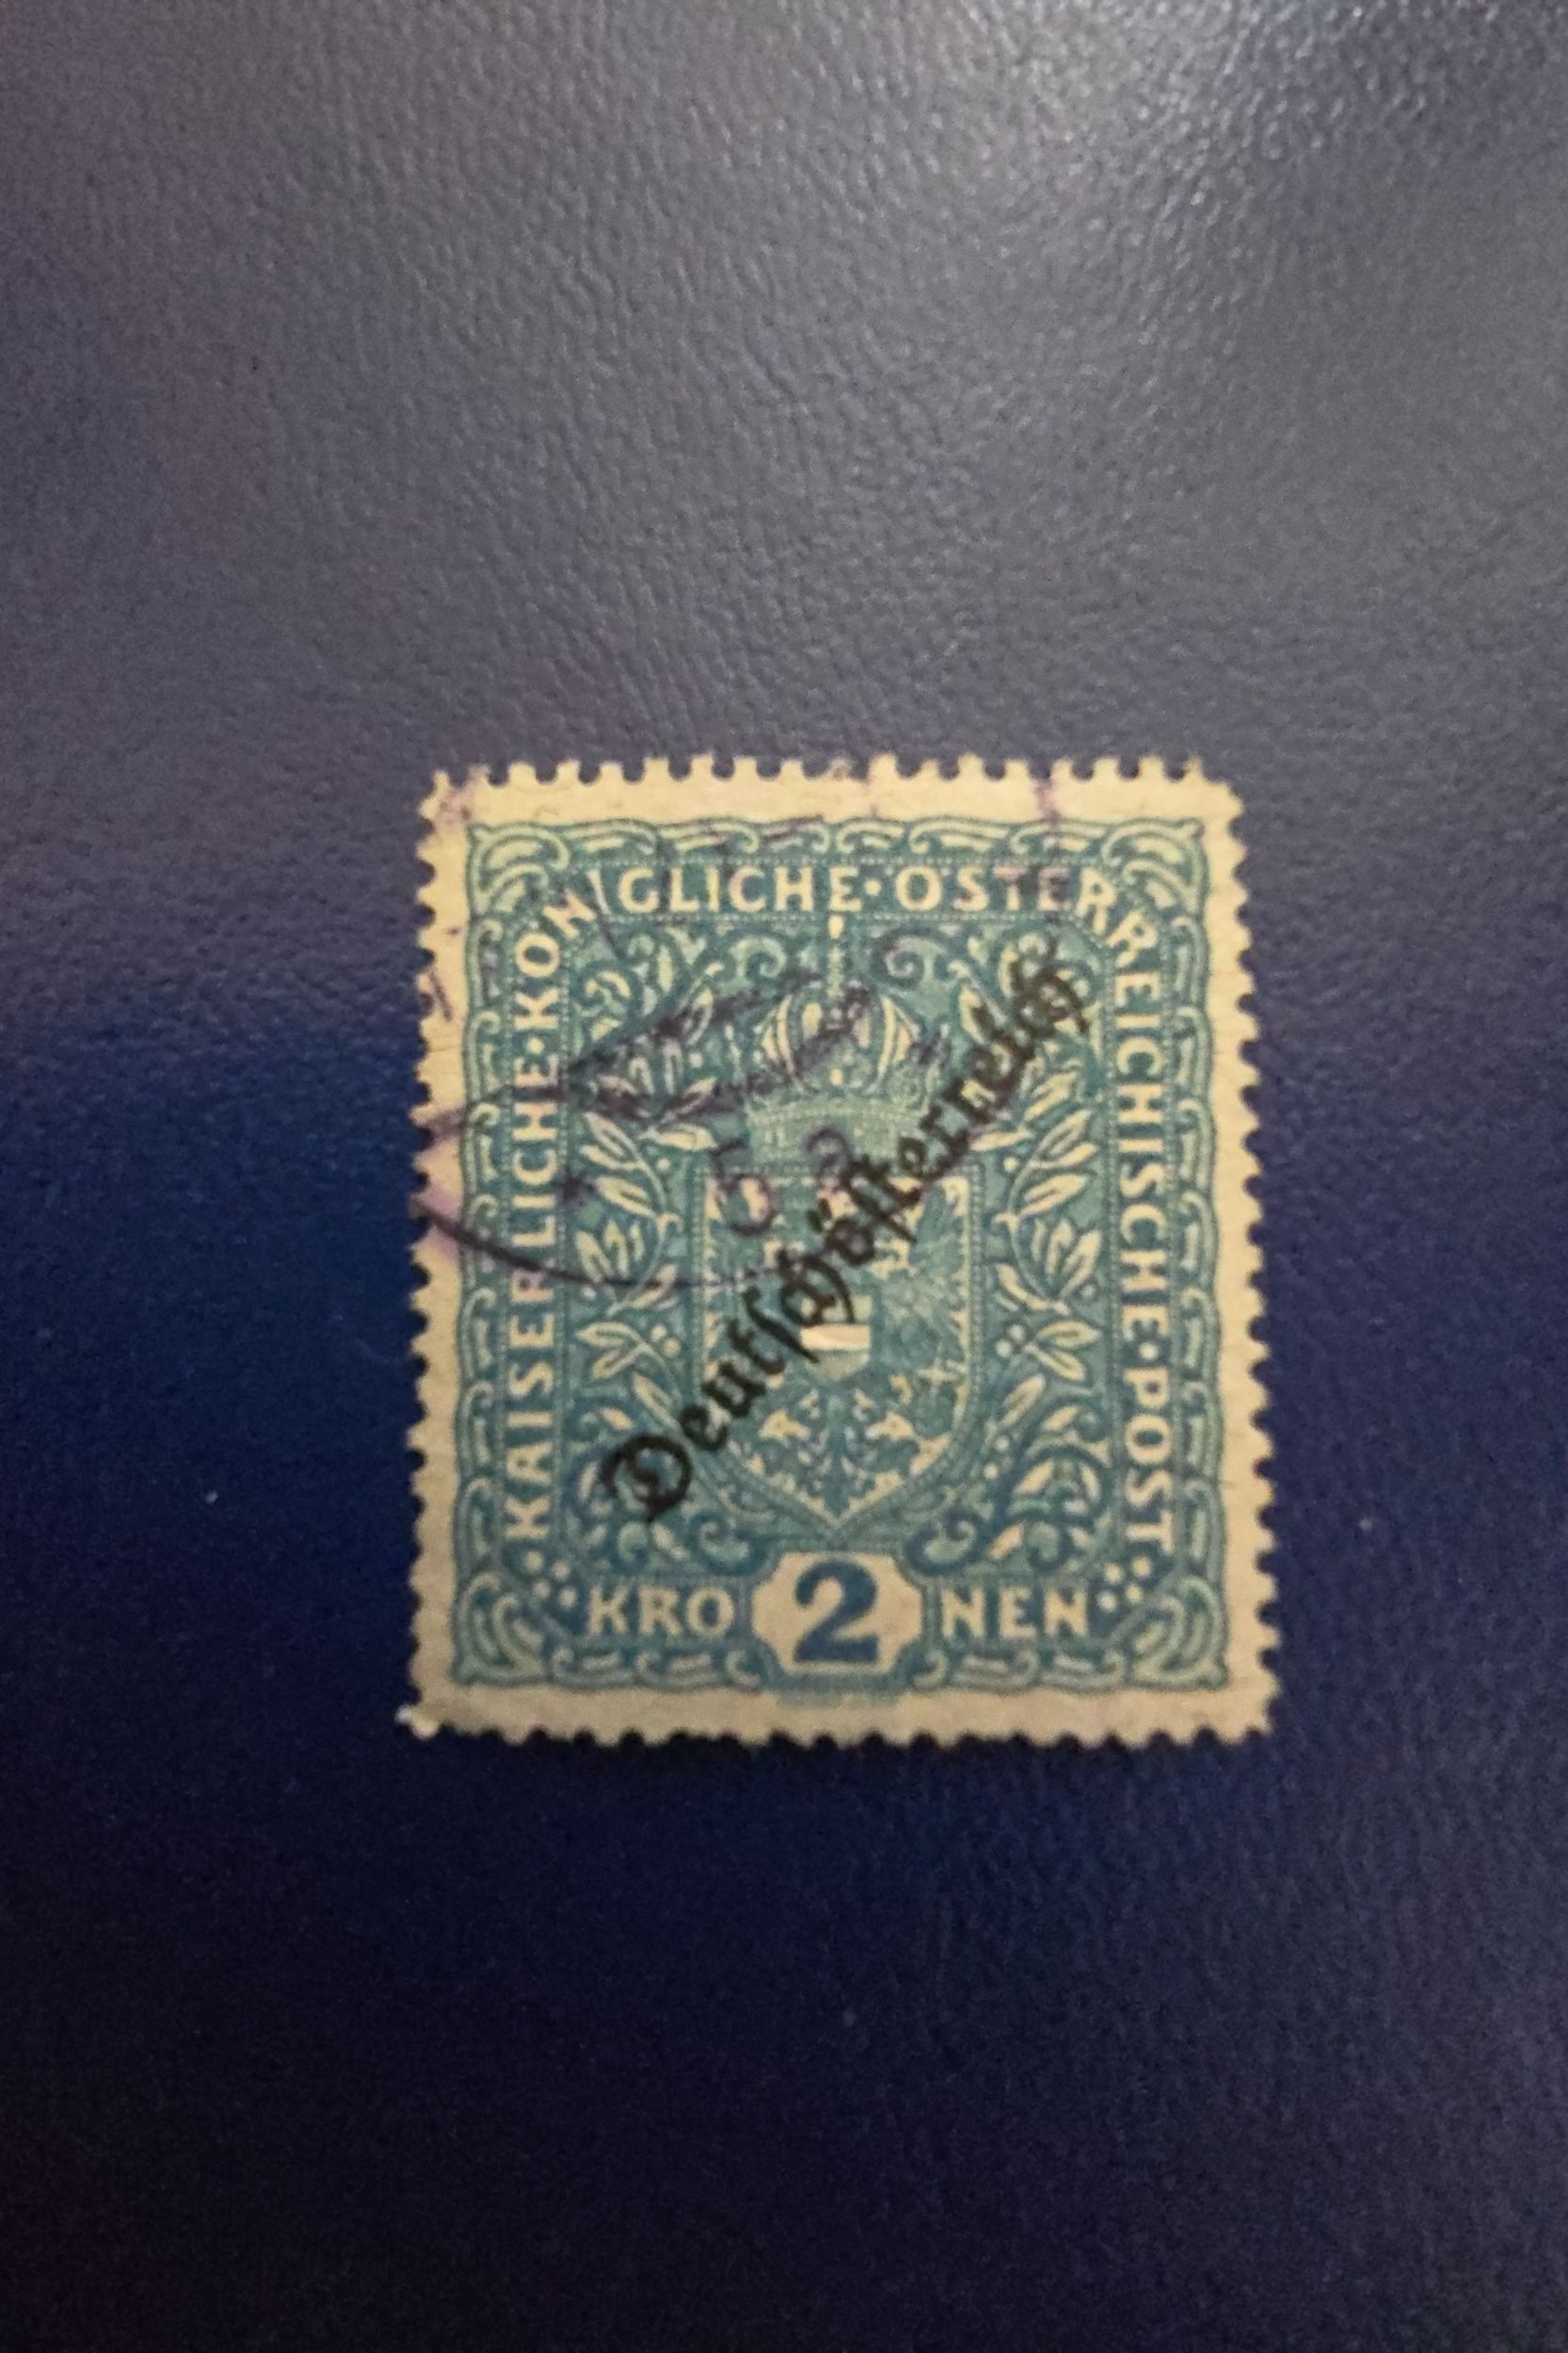 KAISERLICHE·KÖNIGLICHE·ÖSTERREICHISCHE·POST
Deutschösterreich
KRO 2 NEN